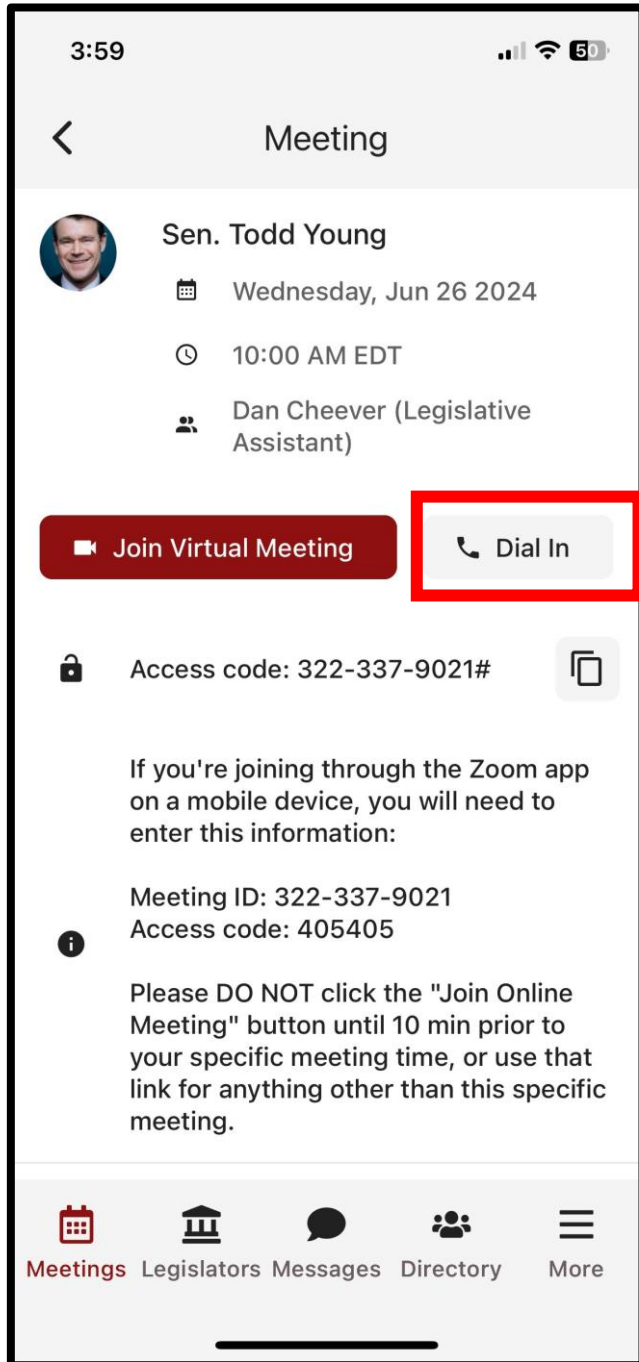 3:59
50
Meeting
Sen. Todd Young
Wednesday, Jun 26 2024
10:00 AM EDT
Dan Cheever (Legislative
Assistant)
Join Virtual Meeting
Dial In
Access code: 322-337-9021#
If you're joining through the Zoom app
on a mobile device, you will need to
enter this information:
Meeting ID: 322-337-9021
Access code: 405405
Please DO NOT click the "Join Online
Meeting" button until 10 min prior to
your specific meeting time, or use that
link for anything other than this specific
meeting.
Meetings Legislators Messages Directory More